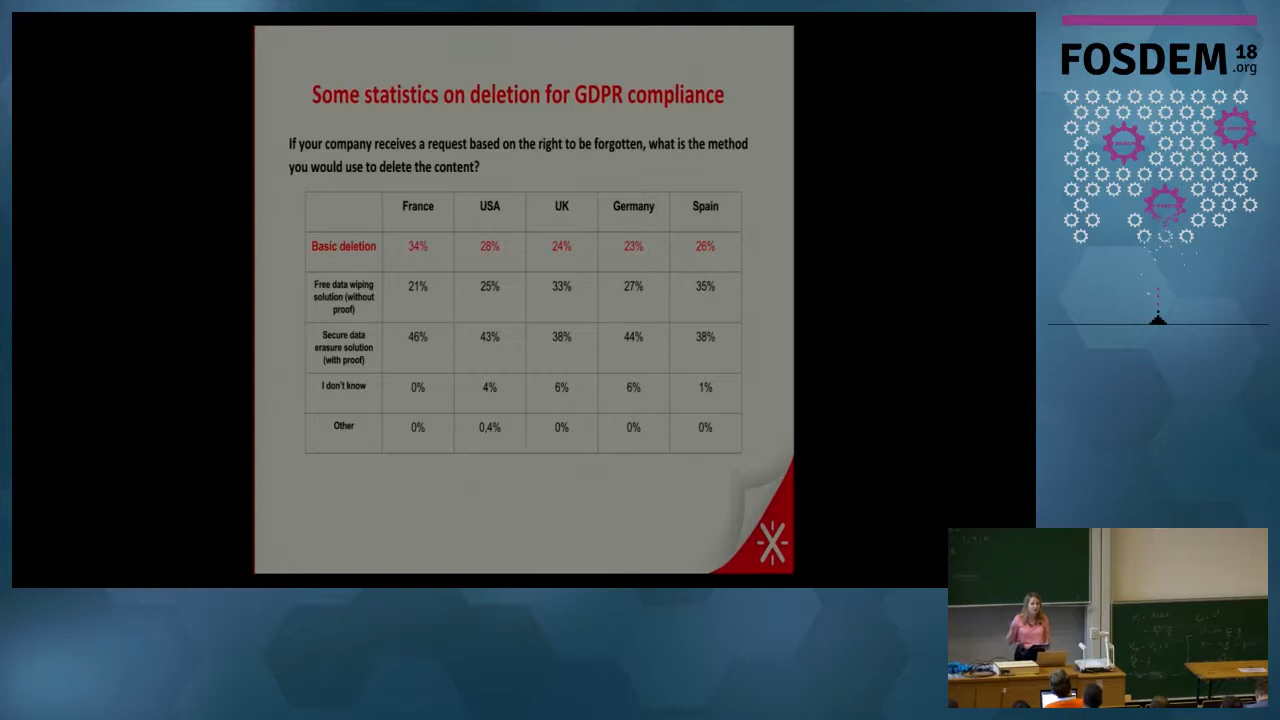 FOSDEM 18
.org
Some statistics on deletion for GDPR compliance
If your company receives a request based on the right to be forgotten, what is the method
you would use to delete the content?
France USA UK Germany Spain
Basic deletion 34% 28% 24% 23% 26%
Free data wiping
solution (without
proof)
21% 25% 33% 27% 35%
Secure data
erasure solution
(with proof)
46% 43% 38% 44% 38%
I don't know 0% 4% 6% 6% 1%
Other 0% 0,4% 0% 0% 0%